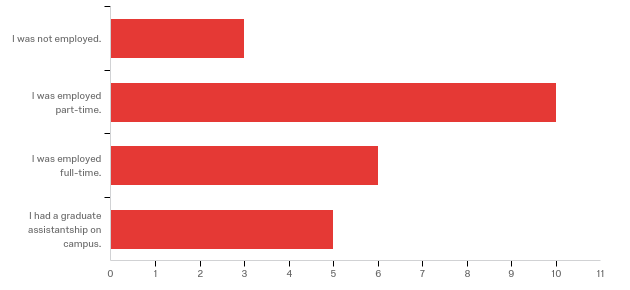 I was not employed.
I was employed
part-time.
I was employed
full-time.
I had a graduate
assistantship on
campus.
0 1 2 3 4 5 6 7 8 9 10 11